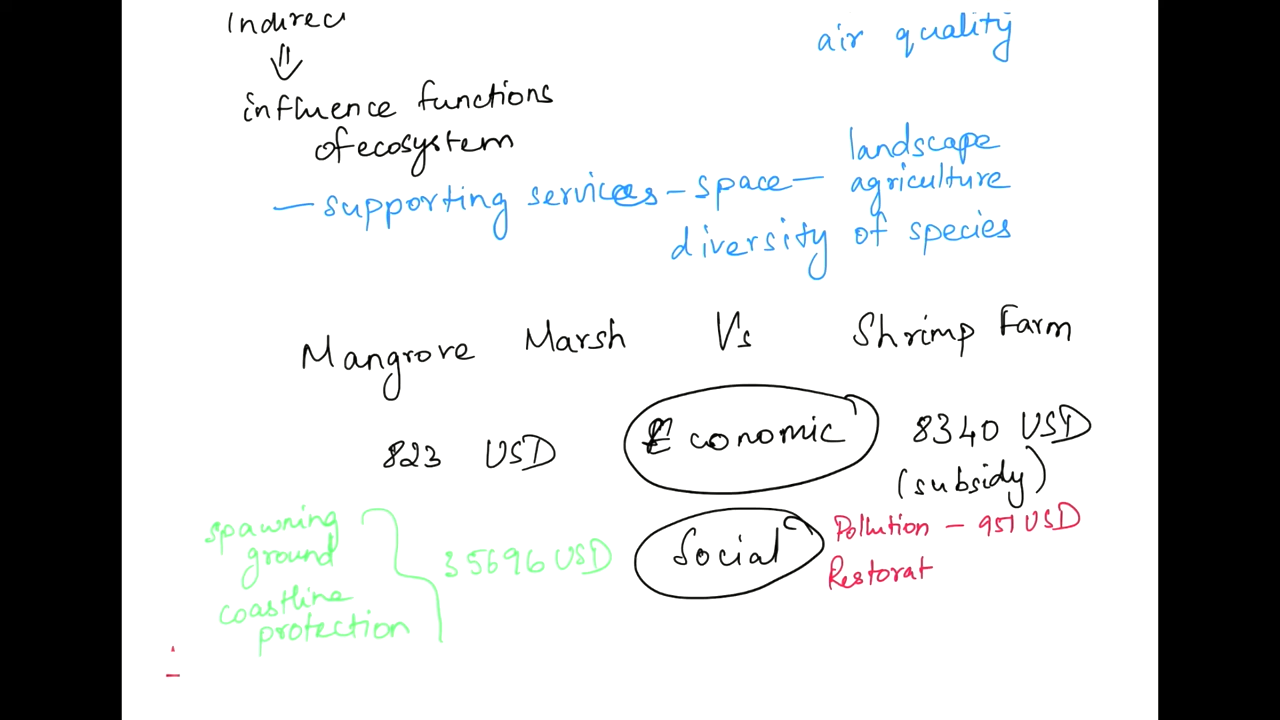 Indirec
air quality
influence functions
of ecosystem
landscape
– supporting services – space – agriculture
diversity of species
Mangrove Marsh Vs Shrimp Farm
823 USD Economic 8340 USD
(subsidy)
spawning
ground
coastline
protection
35696 USD Social Pollution – 951 USD
Restorat